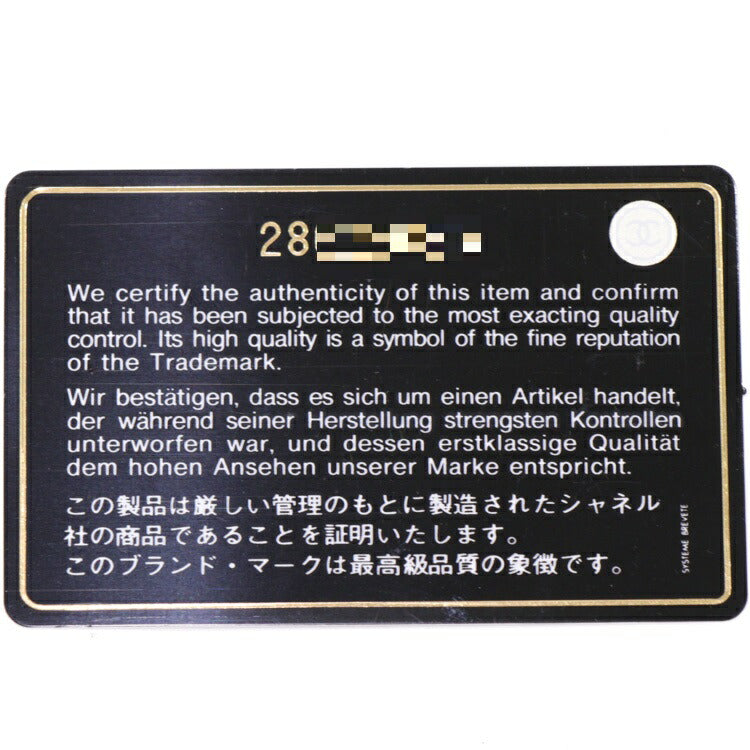 28
We certify the authenticity of this item and confirm
that it has been subjected to the most exacting quality
control. Its high quality is a symbol of the fine reputation
of the Trademark.
Wir bestätigen, dass es sich um einen Artikel handelt,
der während seiner Herstellung strengsten Kontrollen
unterworfen war, und dessen erstklassige Qualität
dem hohen Ansehen unserer Marke entspricht.
この製品は厳しい管理のもとに製造されたシャネル
社の商品であることを証明いたします。
このブランド・マークは最高級品質の象徴です。
SYSTEME BREVETE